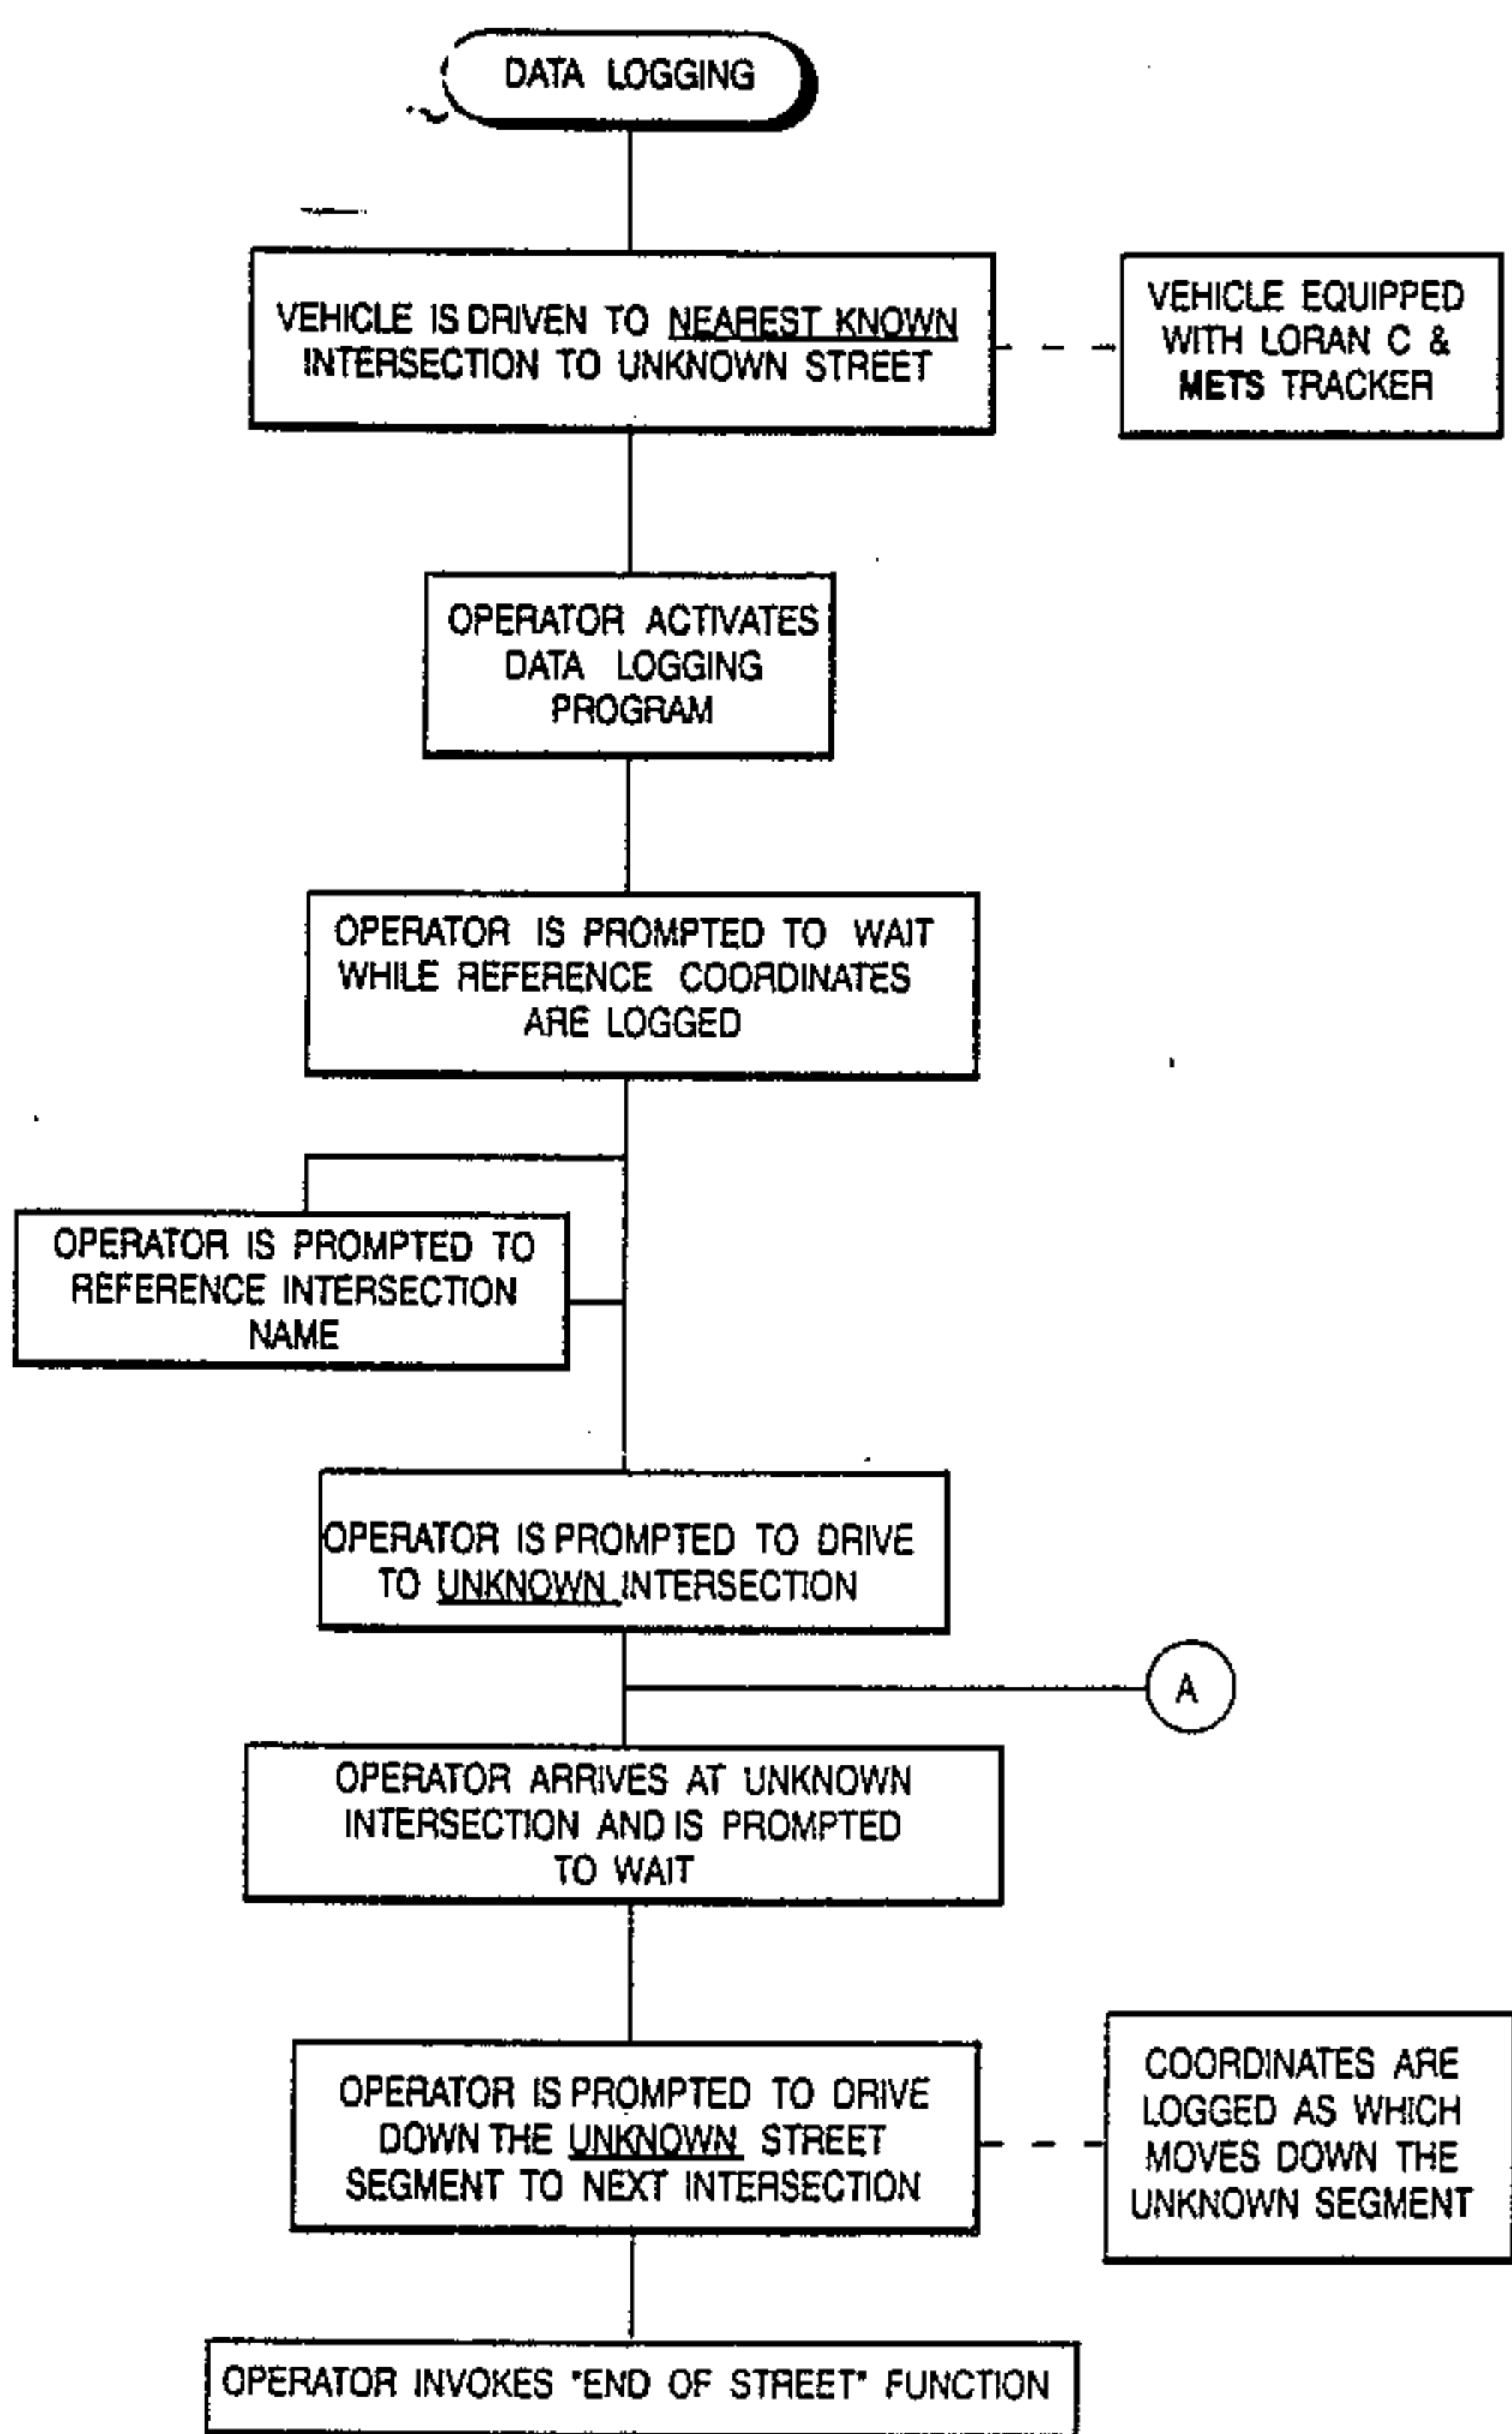 DATA LOGGING
VEHICLE IS DRIVEN TO NEAREST KNOWN
INTERSECTION TO UNKNOWN STREET
VEHICLE EQUIPPED
WITH LORAN C &
METS TRACKER
OPERATOR ACTIVATES
DATA LOGGING
PROGRAM
OPERATOR IS PROMPTED TO WAIT
WHILE REFERENCE COORDINATES
ARE LOGGED
OPERATOR IS PROMPTED TO
REFERENCE INTERSECTION
NAME
OPERATOR IS PROMPTED TO DRIVE
TO UNKNOWN INTERSECTION
A
OPERATOR ARRIVES AT UNKNOWN
INTERSECTION AND IS PROMPTED
TO WAIT
OPERATOR IS PROMPTED TO DRIVE
DOWN THE UNKNOWN STREET
SEGMENT TO NEXT INTERSECTION
COORDINATES ARE
LOGGED AS WHICH
MOVES DOWN THE
UNKNOWN SEGMENT
OPERATOR INVOKES "END OF STREET" FUNCTION